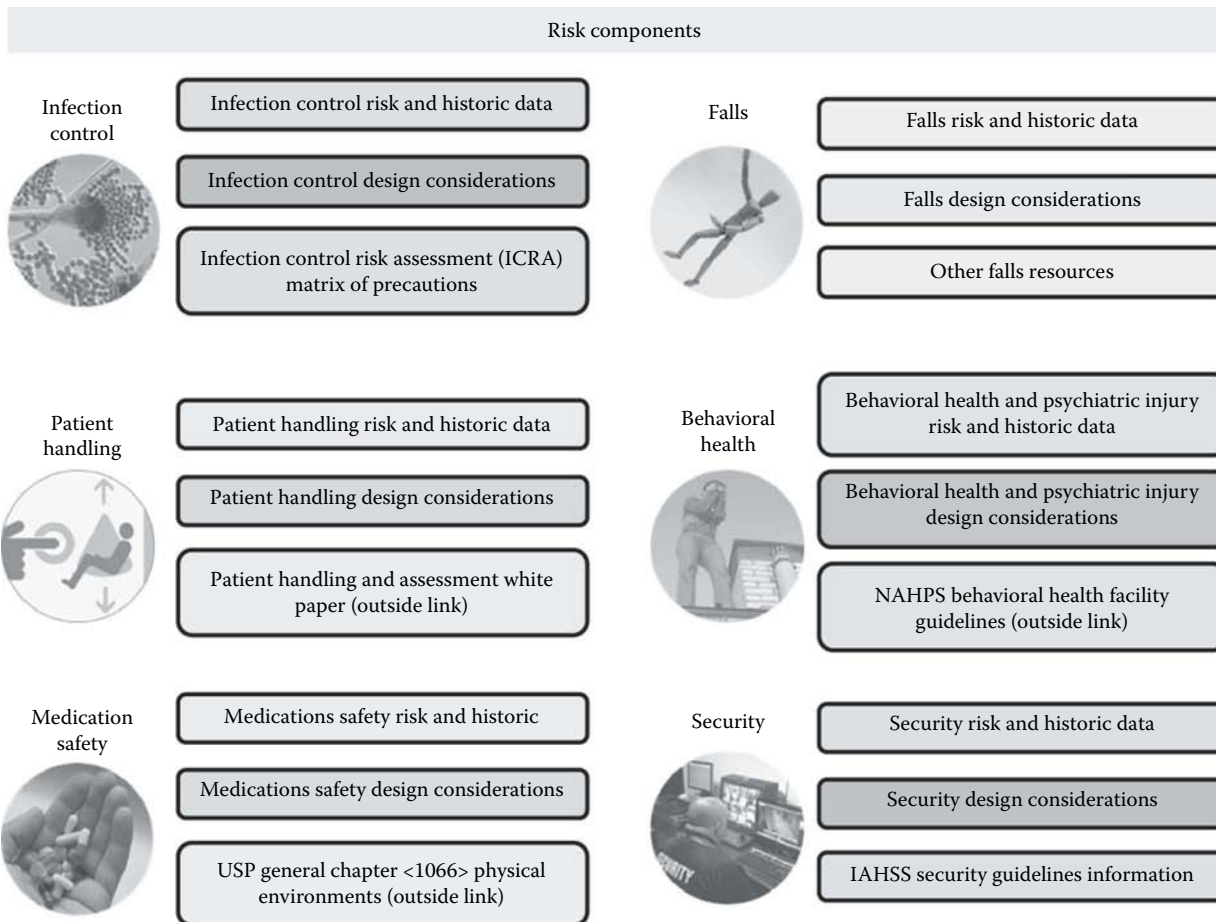 Risk components
Infection
control
Infection control risk and historic data
Infection control design considerations
Infection control risk assessment (ICRA)
matrix of precautions
Falls
Falls risk and historic data
Falls design considerations
Other falls resources
Patient
handling
Patient handling risk and historic data
Patient handling design considerations
Patient handling and assessment white
paper (outside link)
Behavioral
health
Behavioral health and psychiatric injury
risk and historic data
Behavioral health and psychiatric injury
design considerations
NAHPS behavioral health facility
guidelines (outside link)
Medication
safety
Medications safety risk and historic
Medications safety design considerations
USP general chapter <1066> physical
environments (outside link)
Security
Security risk and historic data
Security design considerations
IAHSS security guidelines information
SECURITY